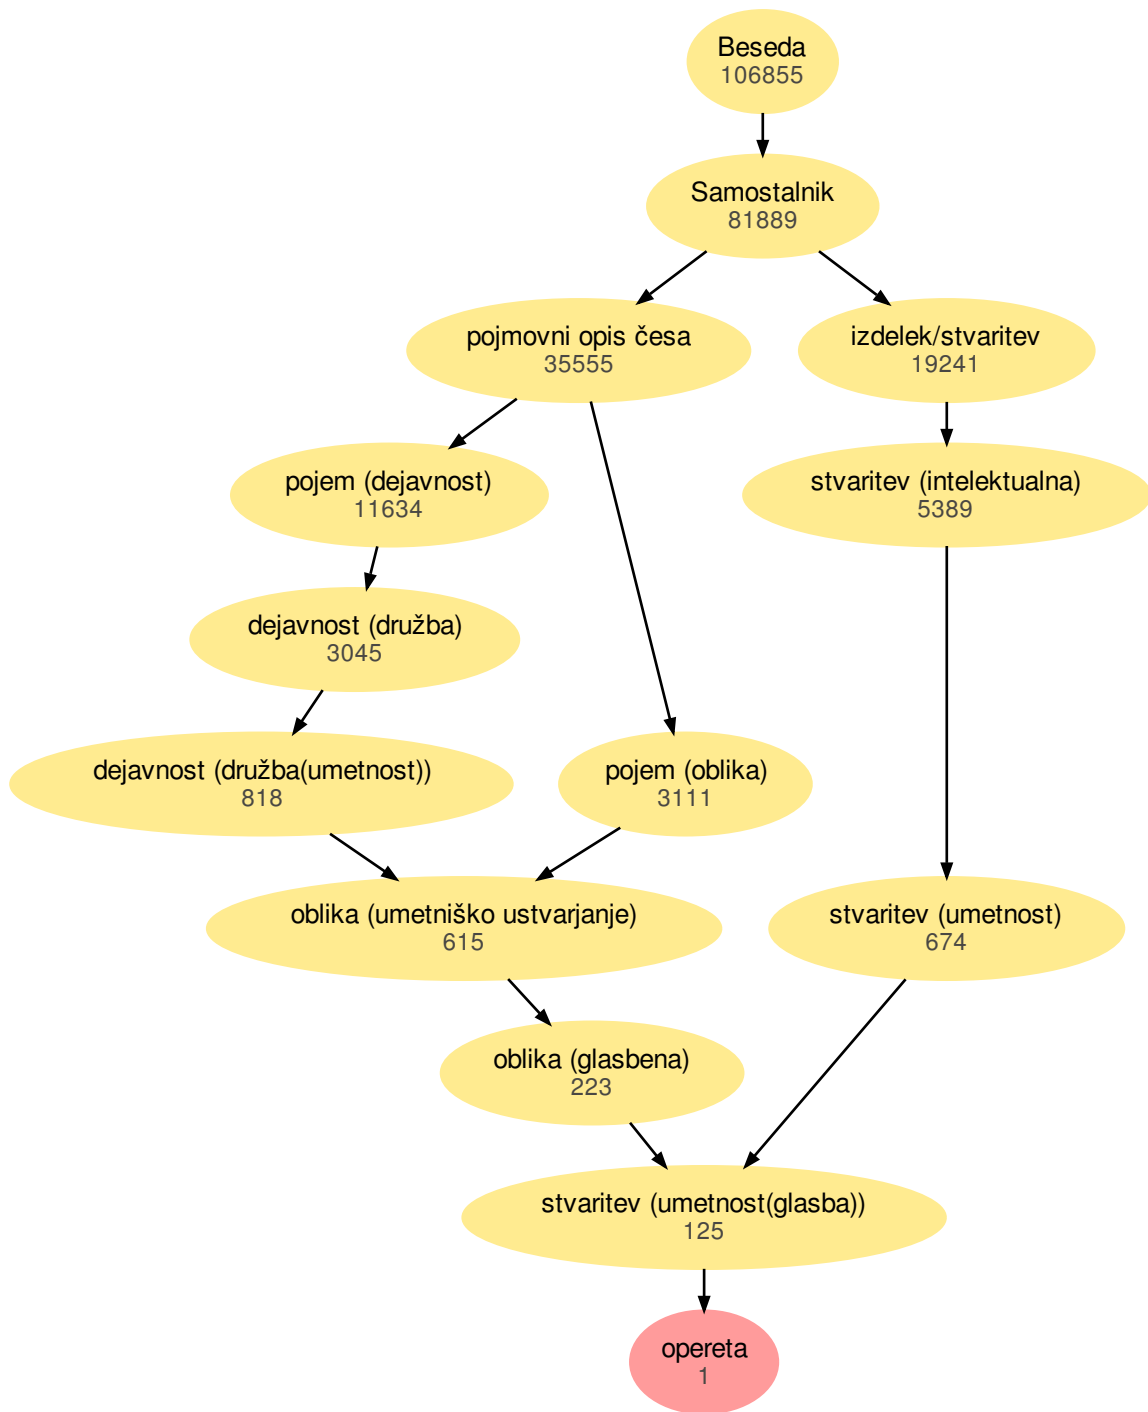 Beseda
106855
Samostalnik
81889
pojmovni opis česa
35555
izdelek/stvaritev
19241
pojem (dejavnost)
11634
stvaritev (intelektualna)
5389
dejavnost (družba)
3045
dejavnost (družba(umetnost))
818
pojem (oblika)
3111
oblika (umetniško ustvarjanje)
615
stvaritev (umetnost)
674
oblika (glasbena)
223
stvaritev (umetnost(glasba))
125
opereta
1